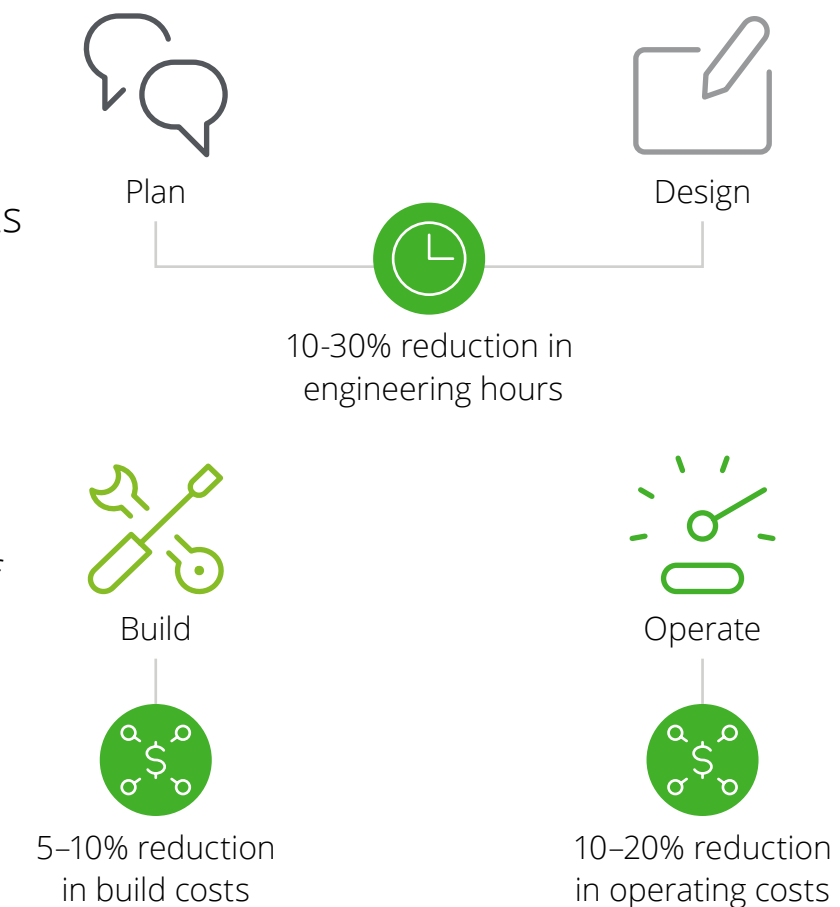 Plan
Design
s
10-30% reduction in
engineering hours
Build
Operate
$
$
5–10% reduction
in build costs
10–20% reduction
in operating costs